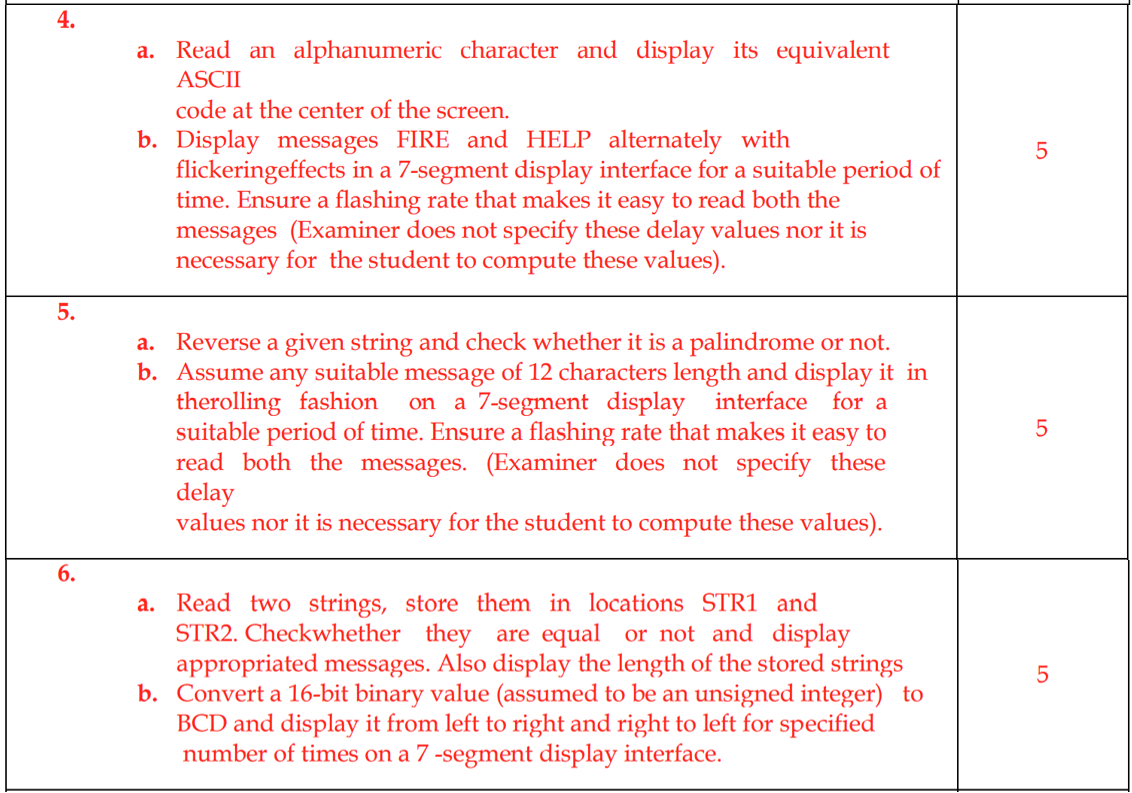 4.
a. Read an alphanumeric character and display its equivalent
ASCII
code at the center of the screen.
b. Display messages FIRE and HELP alternately with
flickeringeffects in a 7-segment display interface for a suitable period of
time. Ensure a flashing rate that makes it easy to read both the
messages (Examiner does not specify these delay values nor it is
necessary for the student to compute these values).
5
5.
a. Reverse a given string and check whether it is a palindrome or not.
b. Assume any suitable message of 12 characters length and display it in
therolling fashion on a 7-segment display interface for a
suitable period of time. Ensure a flashing rate that makes it easy to
read both the messages. (Examiner does not specify these
delay
values nor it is necessary for the student to compute these values).
5
6.
a. Read two strings, store them in locations STR1 and
STR2. Checkwhether they are equal or not and display
appropriated messages. Also display the length of the stored strings
b. Convert a 16-bit binary value (assumed to be an unsigned integer) to
BCD and display it from left to right and right to left for specified
number of times on a 7 -segment display interface.
5